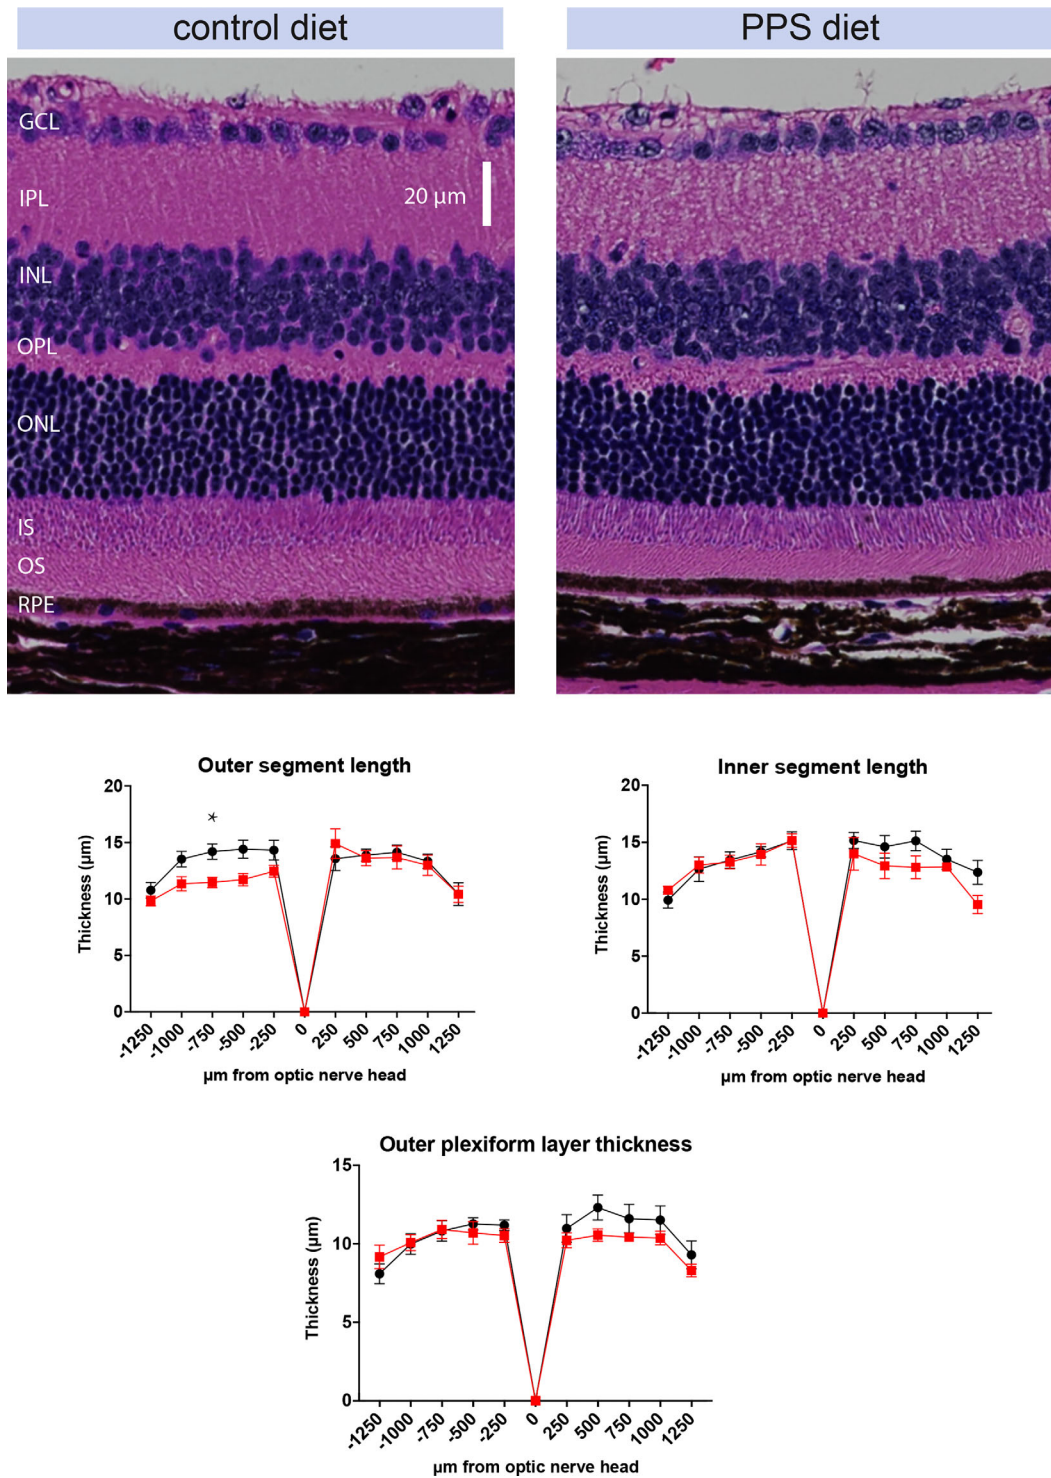 control diet
PPS diet
GCL
IPL
20 µm
INL
OPL
ONL
IS
OS
RPE
Outer segment length
20
15
10
5
0
Thickness (µm)
*
-1250
-1000
-750
-500
-250
0
250
500
750
1000
1250
µm from optic nerve head
Inner segment length
20
15
10
5
0
Thickness (µm)
-1250
-1000
-750
-500
-250
0
250
500
750
1000
1250
µm from optic nerve head
Outer plexiform layer thickness
15
10
5
0
Thickness (µm)
-1250
-1000
-750
-500
-250
0
250
500
750
1000
1250
µm from optic nerve head